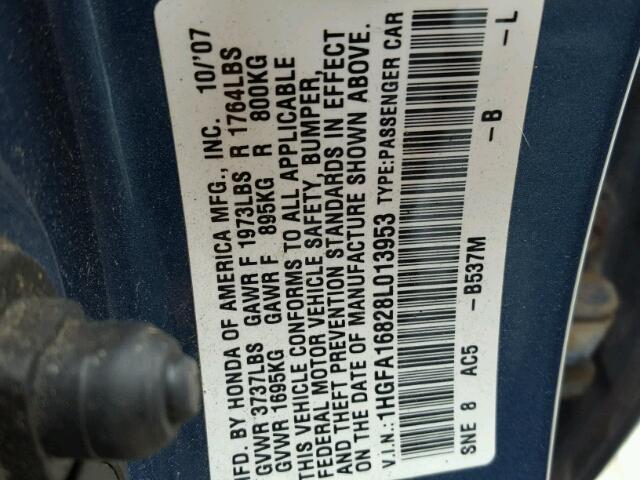 MFD. BY HONDA OF AMERICA MFG., INC. 10/'07
GVWR 3737LBS GAWR F 1973LBS R 1764LBS
GVWR 1695KG GAWR F 895KG R 800KG
THIS VEHICLE CONFORMS TO ALL APPLICABLE
FEDERAL MOTOR VEHICLE SAFETY, BUMPER,
AND THEFT PREVENTION STANDARDS IN EFFECT
ON THE DATE OF MANUFACTURE SHOWN ABOVE.
V.I.N.:1HGFA16828L013953 TYPE:PASSENGER CAR
SNE 8 AC5 -B537M -B -L